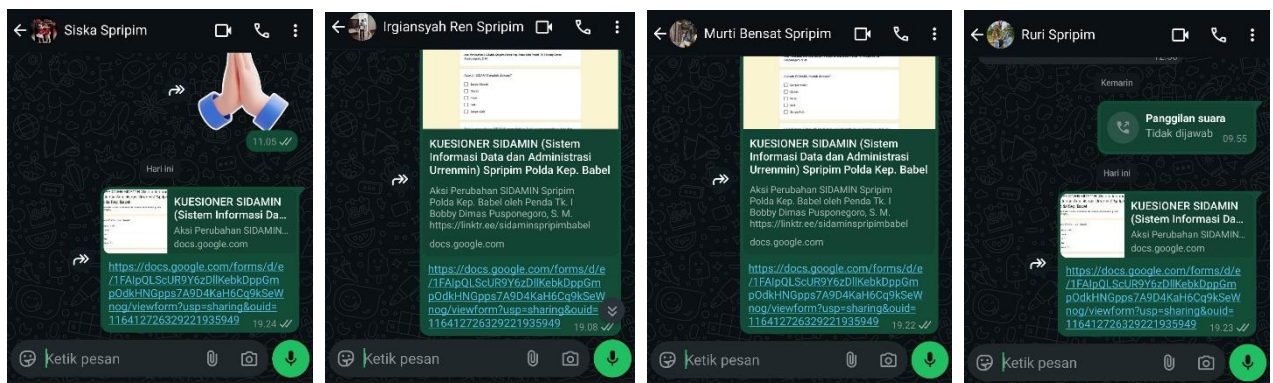 Siska Spripim
11.05
Hari ini
KUESIONER SIDAMIN
(Sistem Informasi Da...
Aksi Perubahan SIDAMIN...
docs.google.com
https://docs.google.com/forms/d/e
/1FAIpQLScUR9Y6zDllKebkDppGm
pOdkHNGpps7A9D4KaH6Cq9kSeW
nog/viewform?usp=sharing&ouid=
116412726329221935949
19.24
Ketik pesan
Irgiansyah Ren Spripim
KUESIONER SIDAMIN (Sistem
Informasi Data dan Administrasi
Urrenmin) Spripim Polda Kep. Babel
Aksi Perubahan SIDAMIN Spripim
Polda Kep. Babel oleh Penda Tk. I
Bobby Dimas Pusponegoro, S. M.
https://linktr.ee/sidaminspripimbabel
docs.google.com
https://docs.google.com/forms/d/e
/1FAIpQLScUR9Y6zDllKebkDppGm
pOdkHNGpps7A9D4KaH6Cq9kSeW
nog/viewform?usp=sharing&ouid=
116412726329221935949
19.08
Ketik pesan
Murti Bensat Spripim
KUESIONER SIDAMIN (Sistem
Informasi Data dan Administrasi
Urrenmin) Spripim Polda Kep. Babel
Aksi Perubahan SIDAMIN Spripim
Polda Kep. Babel oleh Penda Tk. I
Bobby Dimas Pusponegoro, S. M.
https://linktr.ee/sidaminspripimbabel
docs.google.com
https://docs.google.com/forms/d/e
/1FAIpQLScUR9Y6zDllKebkDppGm
pOdkHNGpps7A9D4KaH6Cq9kSeW
nog/viewform?usp=sharing&ouid=
116412726329221935949
19.22
Ketik pesan
Ruri Spripim
Kemarin
Panggilan suara
Tidak dijawab
09.55
Hari ini
KUESIONER SIDAMIN
(Sistem Informasi Da...
Aksi Perubahan SIDAMIN...
docs.google.com
https://docs.google.com/forms/d/e
/1FAIpQLScUR9Y6zDllKebkDppGm
pOdkHNGpps7A9D4KaH6Cq9kSeW
nog/viewform?usp=sharing&ouid=
116412726329221935949
19.23
Ketik pesan